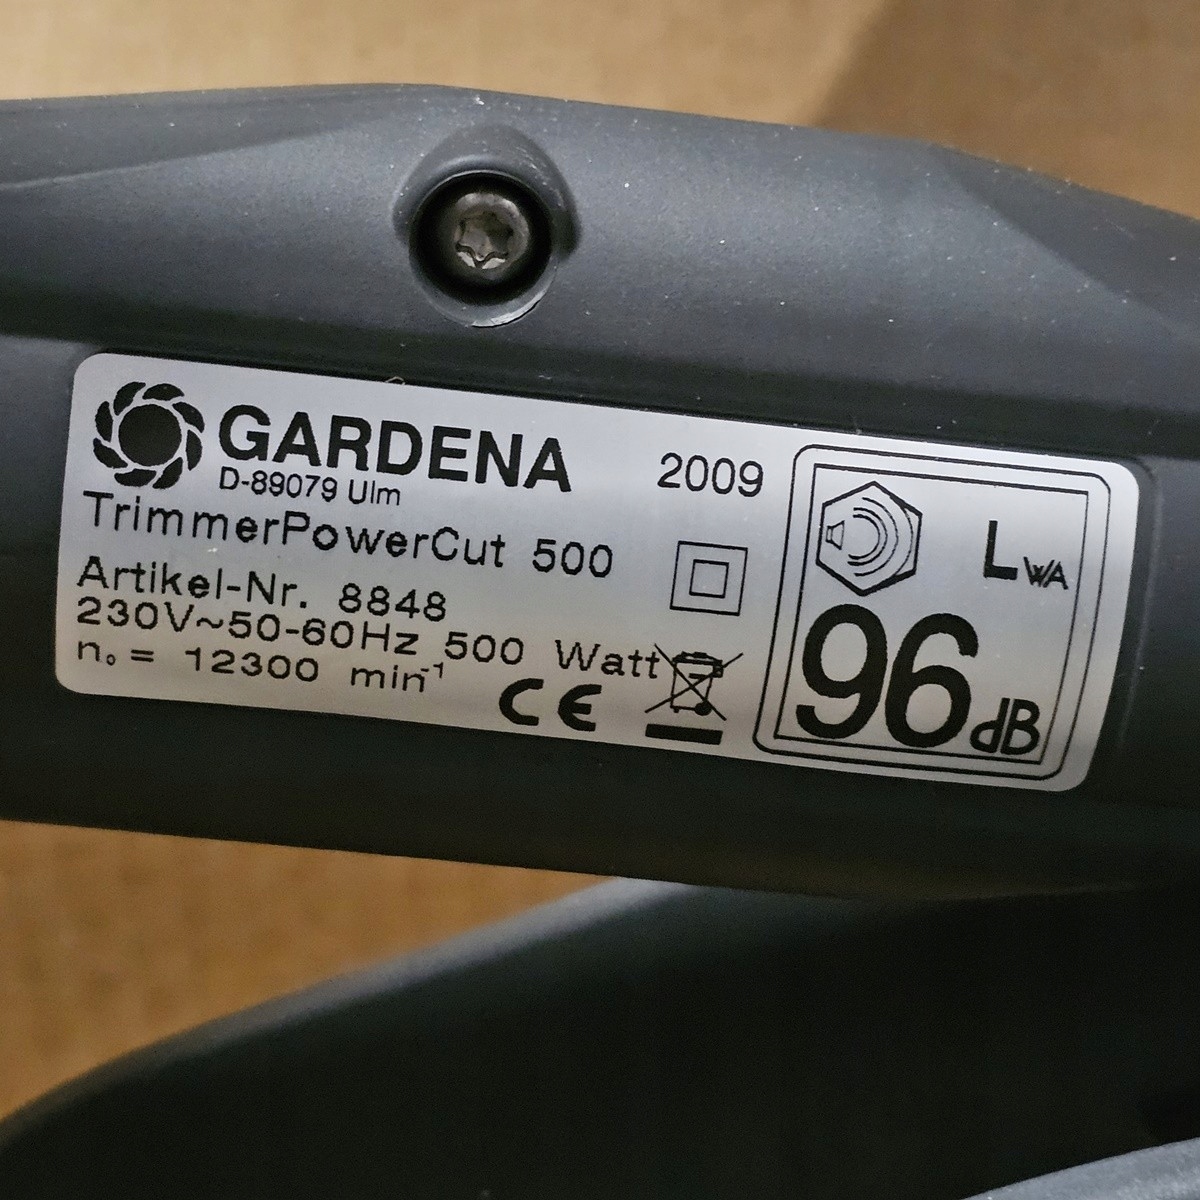 GARDENA
D-89079 Ulm
2009
TrimmerPowerCut 500
Artikel-Nr. 8848
230V~50-60Hz 500 Watt
n₀ = 12300 min⁻¹
CE
LWA
96 dB